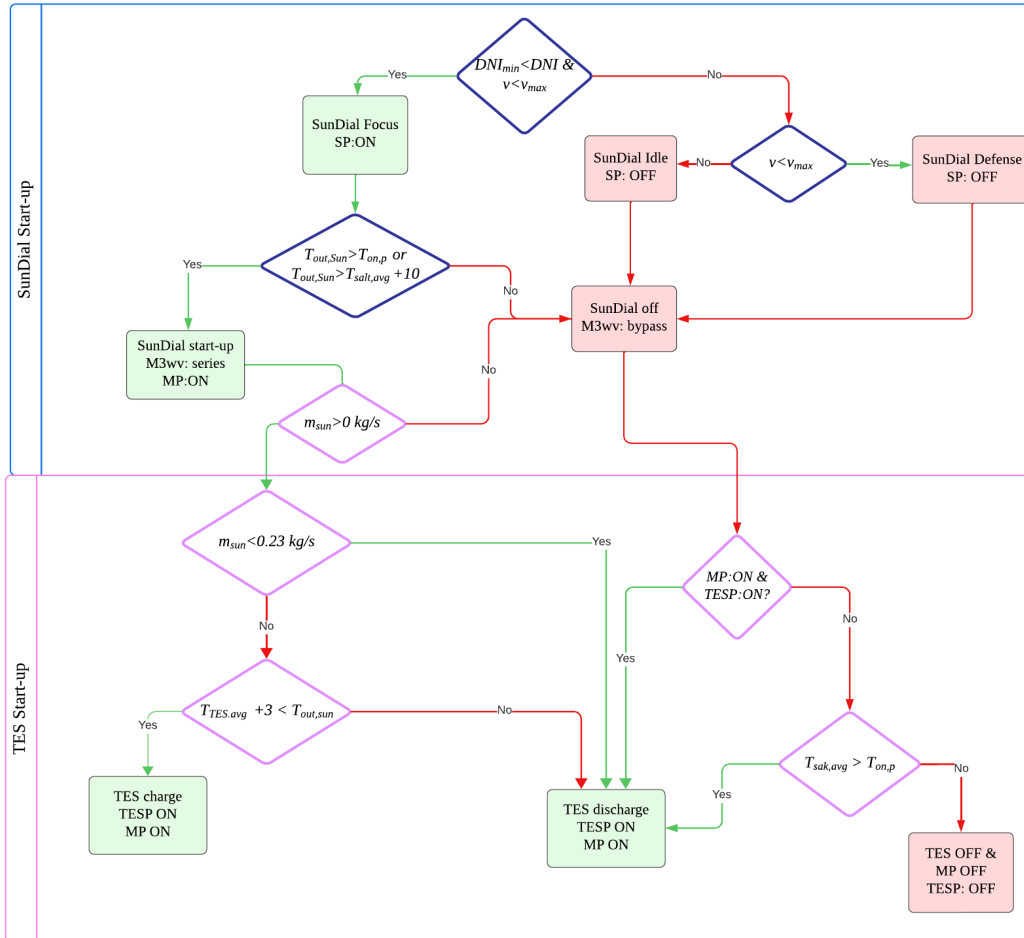 DNI_min<DNI &
v<v_max
Yes
No
SunDial Focus
SP:ON
SunDial Idle
SP: OFF
No
v<v_max
Yes
SunDial Defense
SP: OFF
SunDial Start-up
T_out,Sun>T_on,p or
T_out,Sun>T_salt,avg +10
Yes
No
SunDial off
M3wv: bypass
SunDial start-up
M3wv: series
MP:ON
No
m_sun>0 kg/s
m_sun<0.23 kg/s
Yes
MP:ON &
TESP:ON?
No
No
Yes
TES Start-up
T_TES.avg +3 < T_out,sun
Yes
No
T_sak,avg > T_on,p
Yes
No
TES charge
TESP ON
MP ON
TES discharge
TESP ON
MP ON
TES OFF &
MP OFF
TESP: OFF